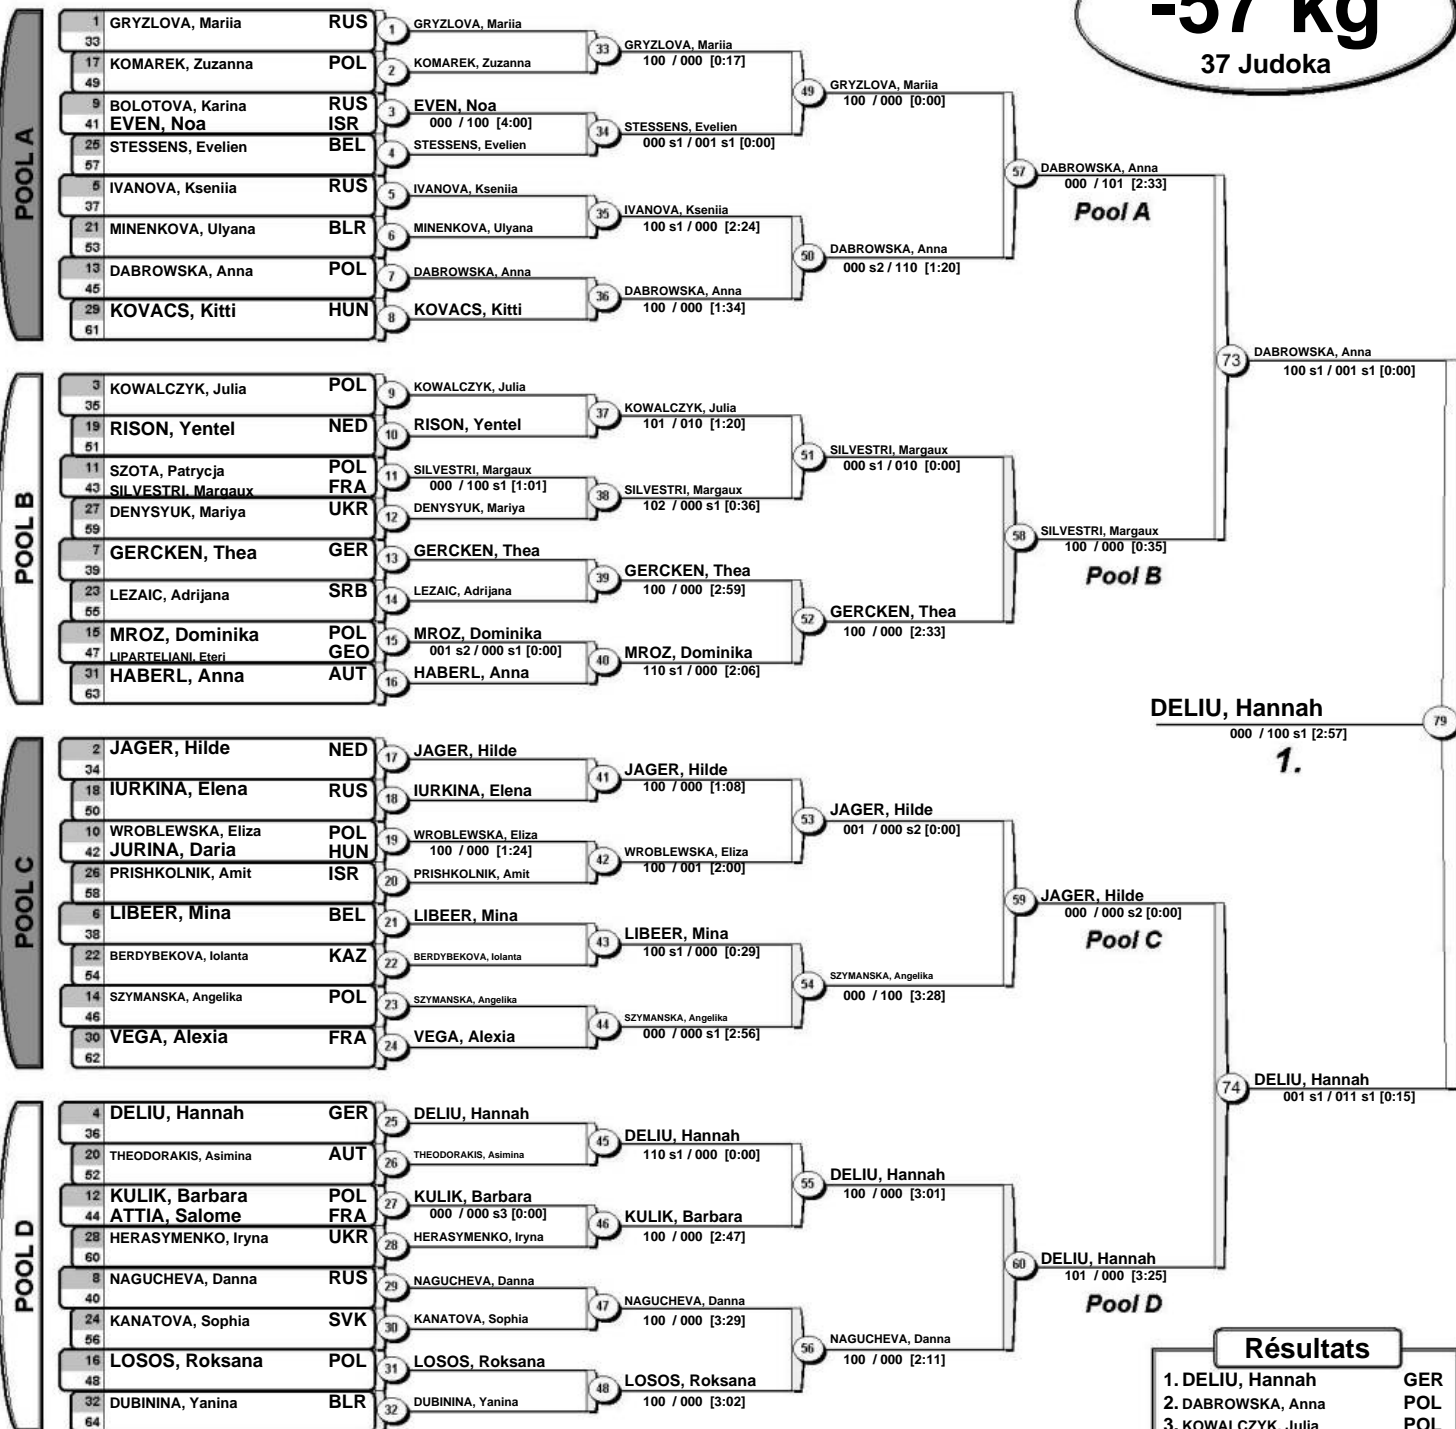 -57 kg
37 Judoka
POOL A
1 GRYZLOVA, Mariia RUS
33
17 KOMAREK, Zuzanna POL
49
9 BOLOTOVA, Karina RUS
41 EVEN, Noa ISR
25 STESSENS, Evelien BEL
57
5 IVANOVA, Kseniia RUS
37
21 MINENKOVA, Ulyana BLR
53
13 DABROWSKA, Anna POL
45
29 KOVACS, Kitti HUN
61
1 GRYZLOVA, Mariia
2 KOMAREK, Zuzanna
3 EVEN, Noa
000 / 100 [4:00]
4 STESSENS, Evelien
5 IVANOVA, Kseniia
6 MINENKOVA, Ulyana
7 DABROWSKA, Anna
8 KOVACS, Kitti
33 GRYZLOVA, Mariia
100 / 000 [0:17]
34 STESSENS, Evelien
000 s1 / 001 s1 [0:00]
35 IVANOVA, Kseniia
100 s1 / 000 [2:24]
36 DABROWSKA, Anna
100 / 000 [1:34]
49 GRYZLOVA, Mariia
100 / 000 [0:00]
50 DABROWSKA, Anna
000 s2 / 110 [1:20]
57 DABROWSKA, Anna
000 / 101 [2:33]
Pool A
POOL B
3 KOWALCZYK, Julia POL
35
19 RISON, Yentel NED
51
11 SZOTA, Patrycja POL
43 SILVESTRI, Margaux FRA
27 DENYSYUK, Mariya UKR
59
7 GERCKEN, Thea GER
39
23 LEZAIC, Adrijana SRB
55
15 MROZ, Dominika POL
47 LIPARTELIANI, Eteri GEO
31 HABERL, Anna AUT
63
9 KOWALCZYK, Julia
10 RISON, Yentel
11 SILVESTRI, Margaux
000 / 100 s1 [1:01]
12 DENYSYUK, Mariya
13 GERCKEN, Thea
14 LEZAIC, Adrijana
15 MROZ, Dominika
001 s2 / 000 s1 [0:00]
16 HABERL, Anna
37 KOWALCZYK, Julia
101 / 010 [1:20]
38 SILVESTRI, Margaux
102 / 000 s1 [0:36]
39 GERCKEN, Thea
100 / 000 [2:59]
40 MROZ, Dominika
110 s1 / 000 [2:06]
51 SILVESTRI, Margaux
000 s1 / 010 [0:00]
52 GERCKEN, Thea
100 / 000 [2:33]
58 SILVESTRI, Margaux
100 / 000 [0:35]
Pool B
73 DABROWSKA, Anna
100 s1 / 001 s1 [0:00]
DELIU, Hannah 79
000 / 100 s1 [2:57]
1.
POOL C
2 JAGER, Hilde NED
34
18 IURKINA, Elena RUS
50
10 WROBLEWSKA, Eliza POL
42 JURINA, Daria HUN
26 PRISHKOLNIK, Amit ISR
58
6 LIBEER, Mina BEL
38
22 BERDYBEKOVA, Iolanta KAZ
54
14 SZYMANSKA, Angelika POL
46
30 VEGA, Alexia FRA
62
17 JAGER, Hilde
18 IURKINA, Elena
19 WROBLEWSKA, Eliza
100 / 000 [1:24]
20 PRISHKOLNIK, Amit
21 LIBEER, Mina
22 BERDYBEKOVA, Iolanta
23 SZYMANSKA, Angelika
24 VEGA, Alexia
41 JAGER, Hilde
100 / 000 [1:08]
42 WROBLEWSKA, Eliza
100 / 001 [2:00]
43 LIBEER, Mina
100 s1 / 000 [0:29]
44 SZYMANSKA, Angelika
000 / 000 s1 [2:56]
53 JAGER, Hilde
001 / 000 s2 [0:00]
54 SZYMANSKA, Angelika
000 / 100 [3:28]
59 JAGER, Hilde
000 / 000 s2 [0:00]
Pool C
POOL D
4 DELIU, Hannah GER
36
20 THEODORAKIS, Asimina AUT
52
12 KULIK, Barbara POL
44 ATTIA, Salome FRA
28 HERASYMENKO, Iryna UKR
60
8 NAGUCHEVA, Danna RUS
40
24 KANATOVA, Sophia SVK
56
16 LOSOS, Roksana POL
48
32 DUBININA, Yanina BLR
64
25 DELIU, Hannah
26 THEODORAKIS, Asimina
27 KULIK, Barbara
000 / 000 s3 [0:00]
28 HERASYMENKO, Iryna
29 NAGUCHEVA, Danna
30 KANATOVA, Sophia
31 LOSOS, Roksana
32 DUBININA, Yanina
45 DELIU, Hannah
110 s1 / 000 [0:00]
46 KULIK, Barbara
100 / 000 [2:47]
47 NAGUCHEVA, Danna
100 / 000 [3:29]
48 LOSOS, Roksana
100 / 000 [3:02]
55 DELIU, Hannah
100 / 000 [3:01]
56 NAGUCHEVA, Danna
100 / 000 [2:11]
60 DELIU, Hannah
101 / 000 [3:25]
Pool D
74 DELIU, Hannah
001 s1 / 011 s1 [0:15]
Résultats
1. DELIU, Hannah GER
2. DABROWSKA, Anna POL
3. KOWALCZYK, Julia POL